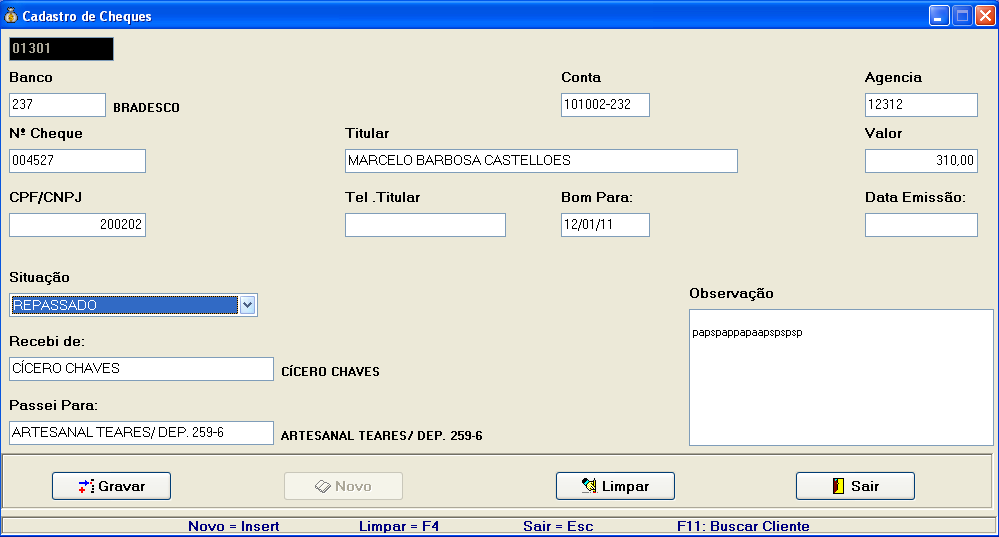 Cadastro de Cheques
01301
Banco Conta Agencia
237 BRADESCO 101002-232 12312
Nº Cheque Titular Valor
004527 MARCELO BARBOSA CASTELLOES 310,00
CPF/CNPJ Tel .Titular Bom Para: Data Emissão:
200202 12/01/11
Situação
REPASSADO
Observação
papspappapaapspspsp
Recebi de:
CÍCERO CHAVES CÍCERO CHAVES
Passei Para:
ARTESANAL TEARES/ DEP. 259-6 ARTESANAL TEARES/ DEP. 259-6
Gravar Novo Limpar Sair
Novo = Insert Limpar = F4 Sair = Esc F11: Buscar Cliente